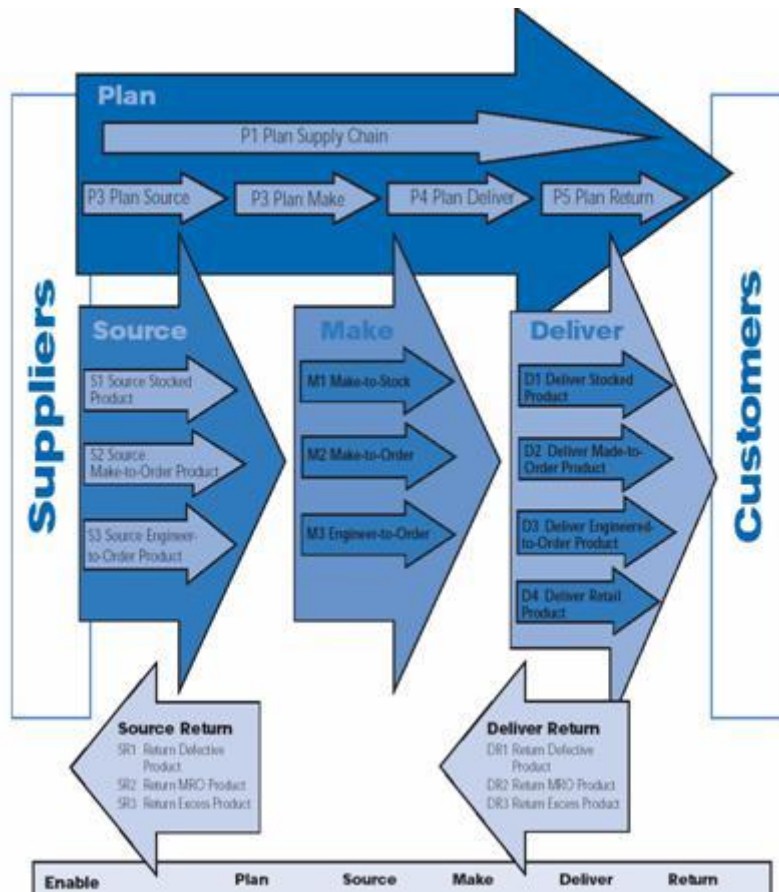 Plan
P1 Plan Supply Chain
P3 Plan Source
P3 Plan Make
P4 Plan Deliver
P5 Plan Return
Suppliers
Customers
Source
S1 Source Stocked
Product
S2 Source
Make-to-Order Product
S3 Source Engineer-
to-Order Product
Make
M1 Make-to-Stock
M2 Make-to-Order
M3 Engineer-to-Order
Deliver
D1 Deliver Stocked
Product
D2 Deliver Made-to-
Order Product
D3 Deliver Engineered-
to-Order Product
D4 Deliver Retail
Product
Source Return
SR1 Return Defective
Product
SR2 Return MRO Product
SR3 Return Excess Product
Deliver Return
DR1 Return Defective
Product
DR2 Return MRO Product
DR3 Return Excess Product
Enable Plan Source Make Deliver Return